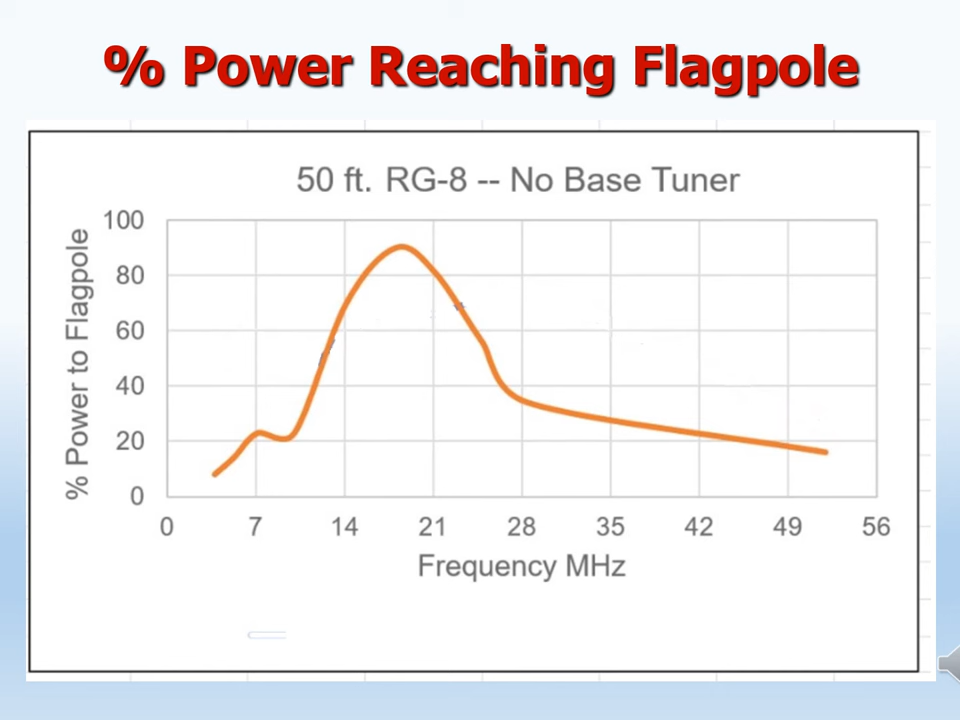 % Power Reaching Flagpole
50 ft. RG-8 -- No Base Tuner
% Power to Flagpole
100
80
60
40
20
0
0 7 14 21 28 35 42 49 56
Frequency MHz